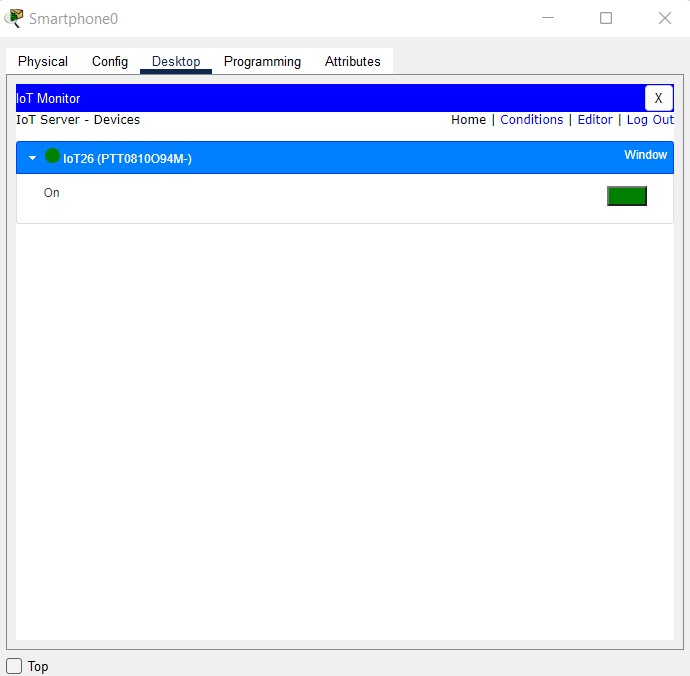 Smartphone0
Physical Config Desktop Programming Attributes
IoT Monitor X
IoT Server - Devices Home | Conditions | Editor | Log Out
IoT26 (PTT0810O94M-) Window
On
Top